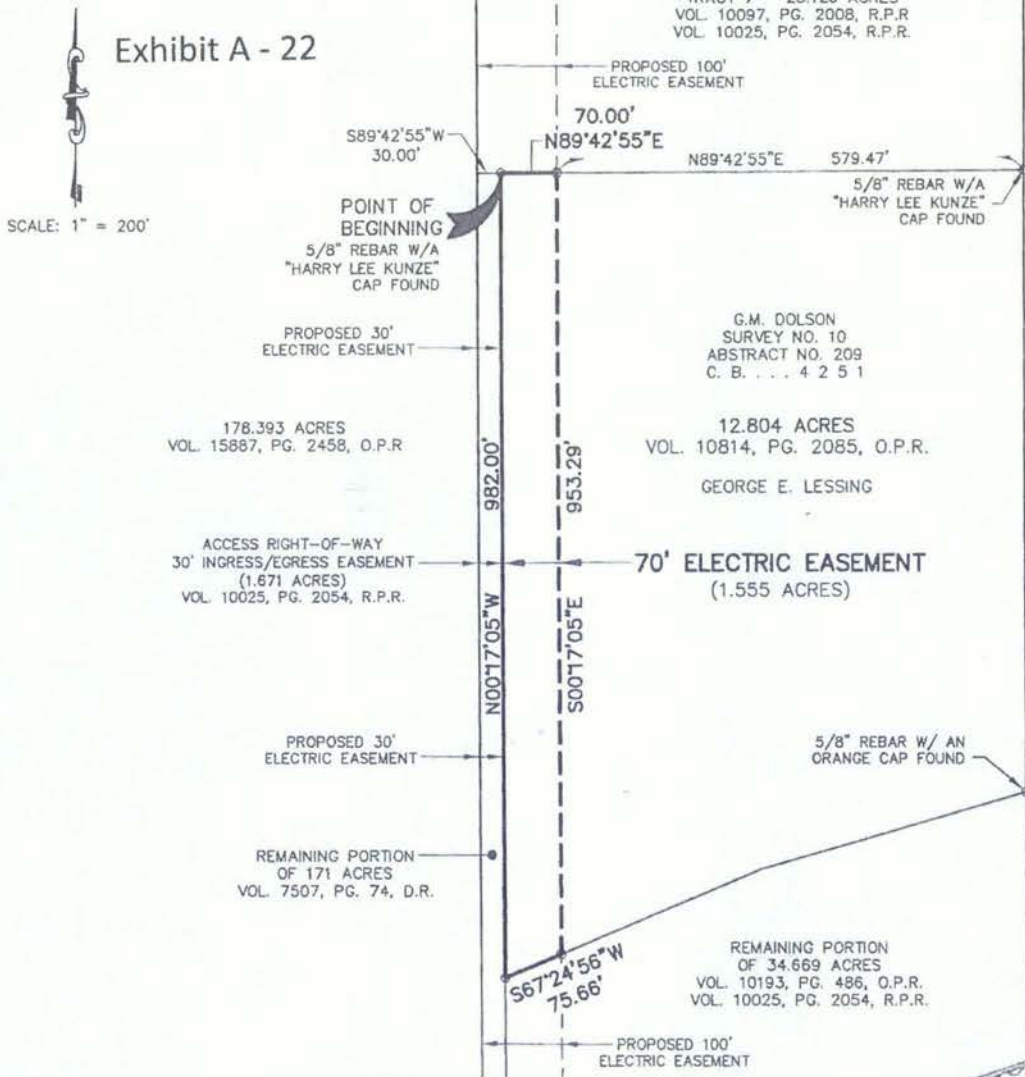 Exhibit A - 22
SCALE: 1" = 200'
VOL. 10097, PG. 2008, R.P.R
VOL. 10025, PG. 2054, R.P.R.
PROPOSED 100'
ELECTRIC EASEMENT
S89°42'55"W
30.00'
70.00'
N89°42'55"E
N89°42'55"E 579.47'
5/8" REBAR W/A
"HARRY LEE KUNZE"
CAP FOUND
POINT OF
BEGINNING
5/8" REBAR W/A
"HARRY LEE KUNZE"
CAP FOUND
PROPOSED 30'
ELECTRIC EASEMENT
G.M. DOLSON
SURVEY NO. 10
ABSTRACT NO. 209
C. B. . . . 4 2 5 1
178.393 ACRES
VOL. 15887, PG. 2458, O.P.R
12.804 ACRES
VOL. 10814, PG. 2085, O.P.R.
GEORGE E. LESSING
982.00'
953.29'
ACCESS RIGHT-OF-WAY
30' INGRESS/EGRESS EASEMENT
(1.671 ACRES)
VOL. 10025, PG. 2054, R.P.R.
70' ELECTRIC EASEMENT
(1.555 ACRES)
N00°17'05"W
S00°17'05"E
PROPOSED 30'
ELECTRIC EASEMENT
5/8" REBAR W/ AN
ORANGE CAP FOUND
REMAINING PORTION
OF 171 ACRES
VOL. 7507, PG. 74, D.R.
S67°24'56"W
75.66'
REMAINING PORTION
OF 34.669 ACRES
VOL. 10193, PG. 486, O.P.R.
VOL. 10025, PG. 2054, R.P.R.
PROPOSED 100'
ELECTRIC EASEMENT